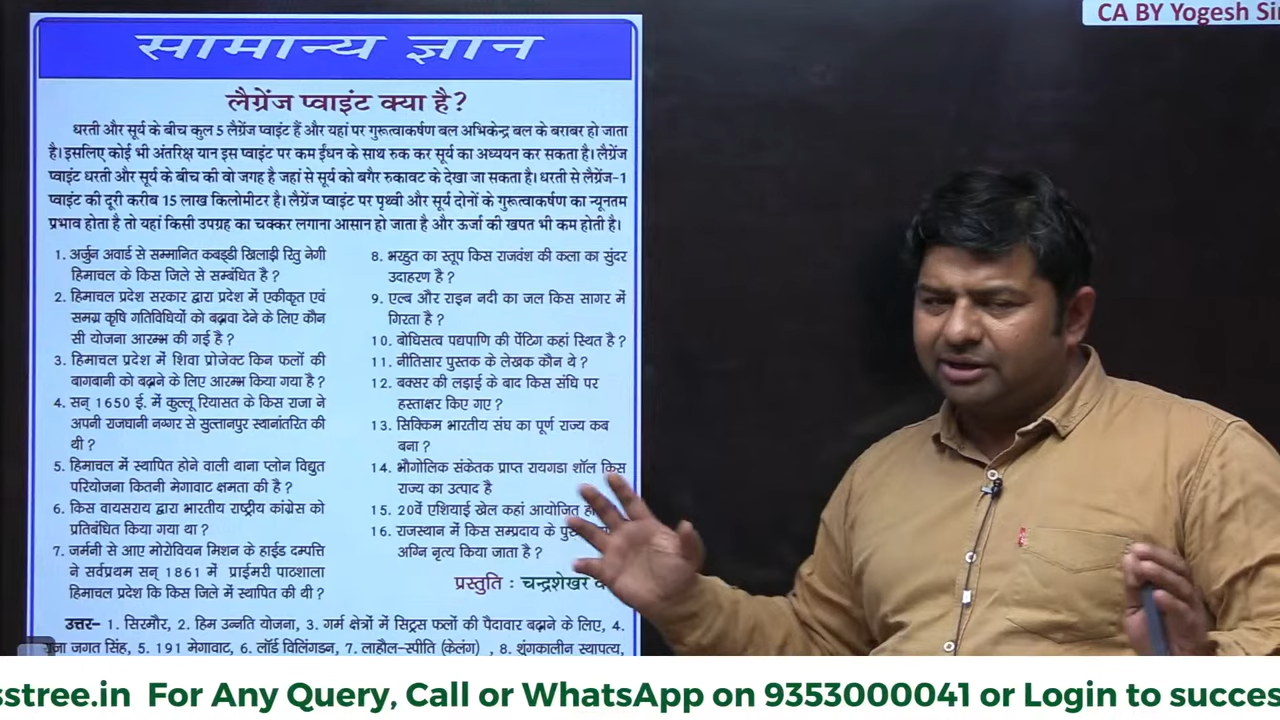 CA BY Yogesh
सामान्य ज्ञान
लैग्रेंज प्वाइंट क्या है?
धरती और सूर्य के बीच कुल 5 लैग्रेंज प्वाइंट हैं और यहां पर गुरूत्वाकर्षण बल अभिकेन्द्र बल के बराबर हो जाता
है। इसलिए कोई भी अंतरिक्ष यान इस प्वाइंट पर कम ईंधन के साथ रुक कर सूर्य का अध्ययन कर सकता है। लैग्रेंज
प्वाइंट धरती और सूर्य के बीच की वो जगह है जहां से सूर्य को बगैर रुकावट के देखा जा सकता है। धरती से लैग्रेंज-1
प्वाइंट की दूरी करीब 15 लाख किलोमीटर है। लैग्रेंज प्वाइंट पर पृथ्वी और सूर्य दोनों के गुरूत्वाकर्षण का न्यूनतम
प्रभाव होता है तो यहां किसी उपग्रह का चक्कर लगाना आसान हो जाता है और ऊर्जा की खपत भी कम होती है।
1. अर्जुन अवार्ड से सम्मानित कबड्डी खिलाड़ी रितु नेगी
हिमाचल के किस जिले से सम्बंधित है ?
2. हिमाचल प्रदेश सरकार द्वारा प्रदेश में एकीकृत एवं
समग्र कृषि गतिविधियों को बढ़ावा देने के लिए कौन
सी योजना आरम्भ की गई है ?
3. हिमाचल प्रदेश में शिवा प्रोजेक्ट किन फलों की
बागबानी को बढ़ाने के लिए आरम्भ किया गया है ?
4. सन् 1650 ई. में कुल्लू रियासत के किस राजा ने
अपनी राजधानी नग्गर से सुल्तानपुर स्थानांतरित की
थी ?
5. हिमाचल में स्थापित होने वाली थाना प्लोन विद्युत
परियोजना कितनी मेगावाट क्षमता की है ?
6. किस वायसराय द्वारा भारतीय राष्ट्रीय कांग्रेस को
प्रतिबंधित किया गया था ?
7. जर्मनी से आए मोरोवियन मिशन के हाईड दम्पत्ति
ने सर्वप्रथम सन् 1861 में प्राईमरी पाठशाला
हिमाचल प्रदेश कि किस जिले में स्थापित की थी ?
8. भरहुत का स्तूप किस राजवंश की कला का सुंदर
उदाहरण है ?
9. एल्ब और राइन नदी का जल किस सागर में
गिरता है ?
10. बोधिसत्व पद्यपाणि की पेंटिग कहां स्थित है ?
11. नीतिसार पुस्तक के लेखक कौन थे ?
12. बक्सर की लड़ाई के बाद किस संधि पर
हस्ताक्षर किए गए ?
13. सिक्किम भारतीय संघ का पूर्ण राज्य कब
बना ?
14. भौगोलिक संकेतक प्राप्त रायगडा शॉल किस
राज्य का उत्पाद है
15. 20वें एशियाई खेल कहां आयोजित
16. राजस्थान में किस सम्प्रदाय के
अग्नि नृत्य किया जाता है ?
प्रस्तुति : चन्द्रशेखर
उत्तर- 1. सिरमौर, 2. हिम उन्नति योजना, 3. गर्म क्षेत्रों में सिट्रस फलों की पैदावार बढ़ाने के लिए, 4.
राजा जगत सिंह, 5. 191 मेगावाट, 6. लॉर्ड विलिंगडन, 7. लाहौल-स्पीति (केलंग) , 8. शुंगकालीन स्थापत्य,
sstree.in For Any Query, Call or WhatsApp on 9353000041 or Login to succes